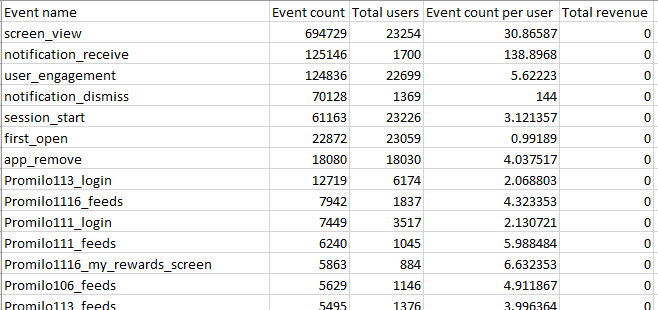 Event name Event count Total users Event count per user Total revenue
screen_view 694729 23254 30.86587 0
notification_receive 125146 1700 138.8968 0
user_engagement 124836 22699 5.62223 0
notification_dismiss 70128 1369 144 0
session_start 61163 23226 3.121357 0
first_open 22872 23059 0.99189 0
app_remove 18080 18030 4.037517 0
Promilo113_login 12719 6174 2.068803 0
Promilo1116_feeds 7942 1837 4.323353 0
Promilo111_login 7449 3517 2.130721 0
Promilo111_feeds 6240 1045 5.988484 0
Promilo1116_my_rewards_screen 5863 884 6.632353 0
Promilo106_feeds 5629 1146 4.911867 0
Promilo113_feeds 5495 1376 3.996364 0